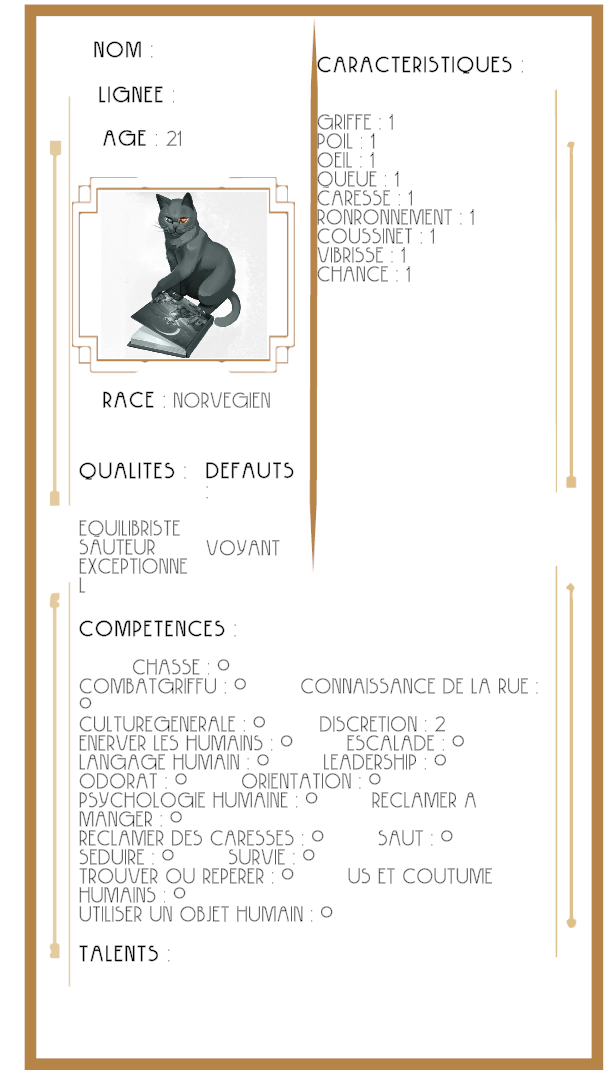 NOM :
LIGNEE :
AGE : 21
RACE : NORVEGIEN
QUALITES :
EQUILIBRISTE
SAUTEUR
EXCEPTIONNE
L
DEFAUTS
:
VOYANT
CARACTERISTIQUES :
GRIFFE : 1
POIL : 1
OEIL : 1
QUEUE : 1
CARESSE : 1
RONRONNEMENT : 1
COUSSINET : 1
VIBRISSE : 1
CHANCE : 1
COMPETENCES :
CHASSE : 0
COMBATGRIFFU : 0 CONNAISSANCE DE LA RUE :
0
CULTUREGENERALE : 0 DISCRETION : 2
ENERVER LES HUMAINS : 0 ESCALADE : 0
LANGAGE HUMAIN : 0 LEADERSHIP : 0
ODORAT : 0 ORIENTATION : 0
PSYCHOLOGIE HUMAINE : 0 RECLAMER A
MANGER : 0
RECLAMER DES CARESSES : 0 SAUT : 0
SEDUIRE : 0 SURVIE : 0
TROUVER OU REPERER : 0 US ET COUTUME
HUMAINS : 0
UTILISER UN OBJET HUMAIN : 0
TALENTS :